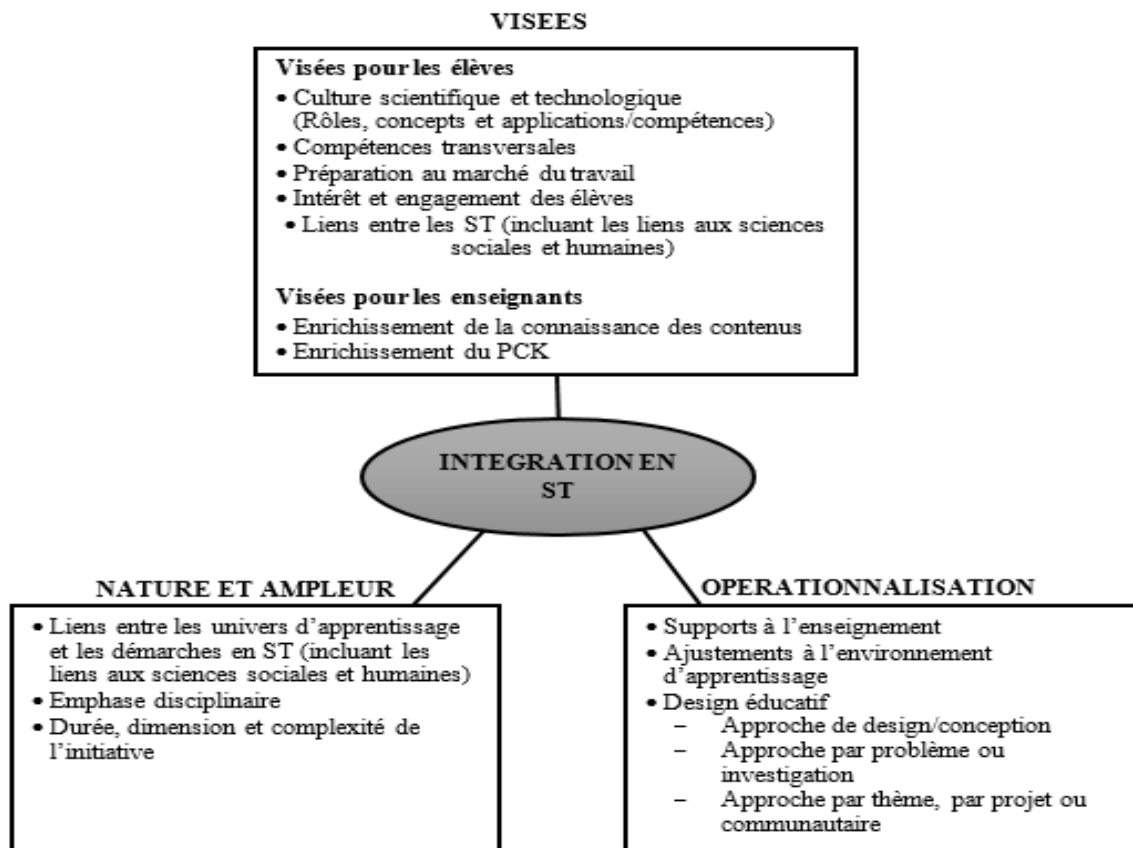 VISEES
Visées pour les élèves
• Culture scientifique et technologique
(Rôles, concepts et applications/compétences)
• Compétences transversales
• Préparation au marché du travail
• Intérêt et engagement des élèves
• Liens entre les ST (incluant les liens aux sciences
sociales et humaines)
Visées pour les enseignants
• Enrichissement de la connaissance des contenus
• Enrichissement du PCK
INTEGRATION EN
ST
NATURE ET AMPLEUR
• Liens entre les univers d’apprentissage
et les démarches en ST (incluant les
liens aux sciences sociales et humaines)
• Emphase disciplinaire
• Durée, dimension et complexité de
l’initiative
OPERATIONNALISATION
• Supports à l’enseignement
• Ajustements à l’environnement
d’apprentissage
• Design éducatif
– Approche de design/conception
– Approche par problème ou
investigation
– Approche par thème, par projet ou
communautaire